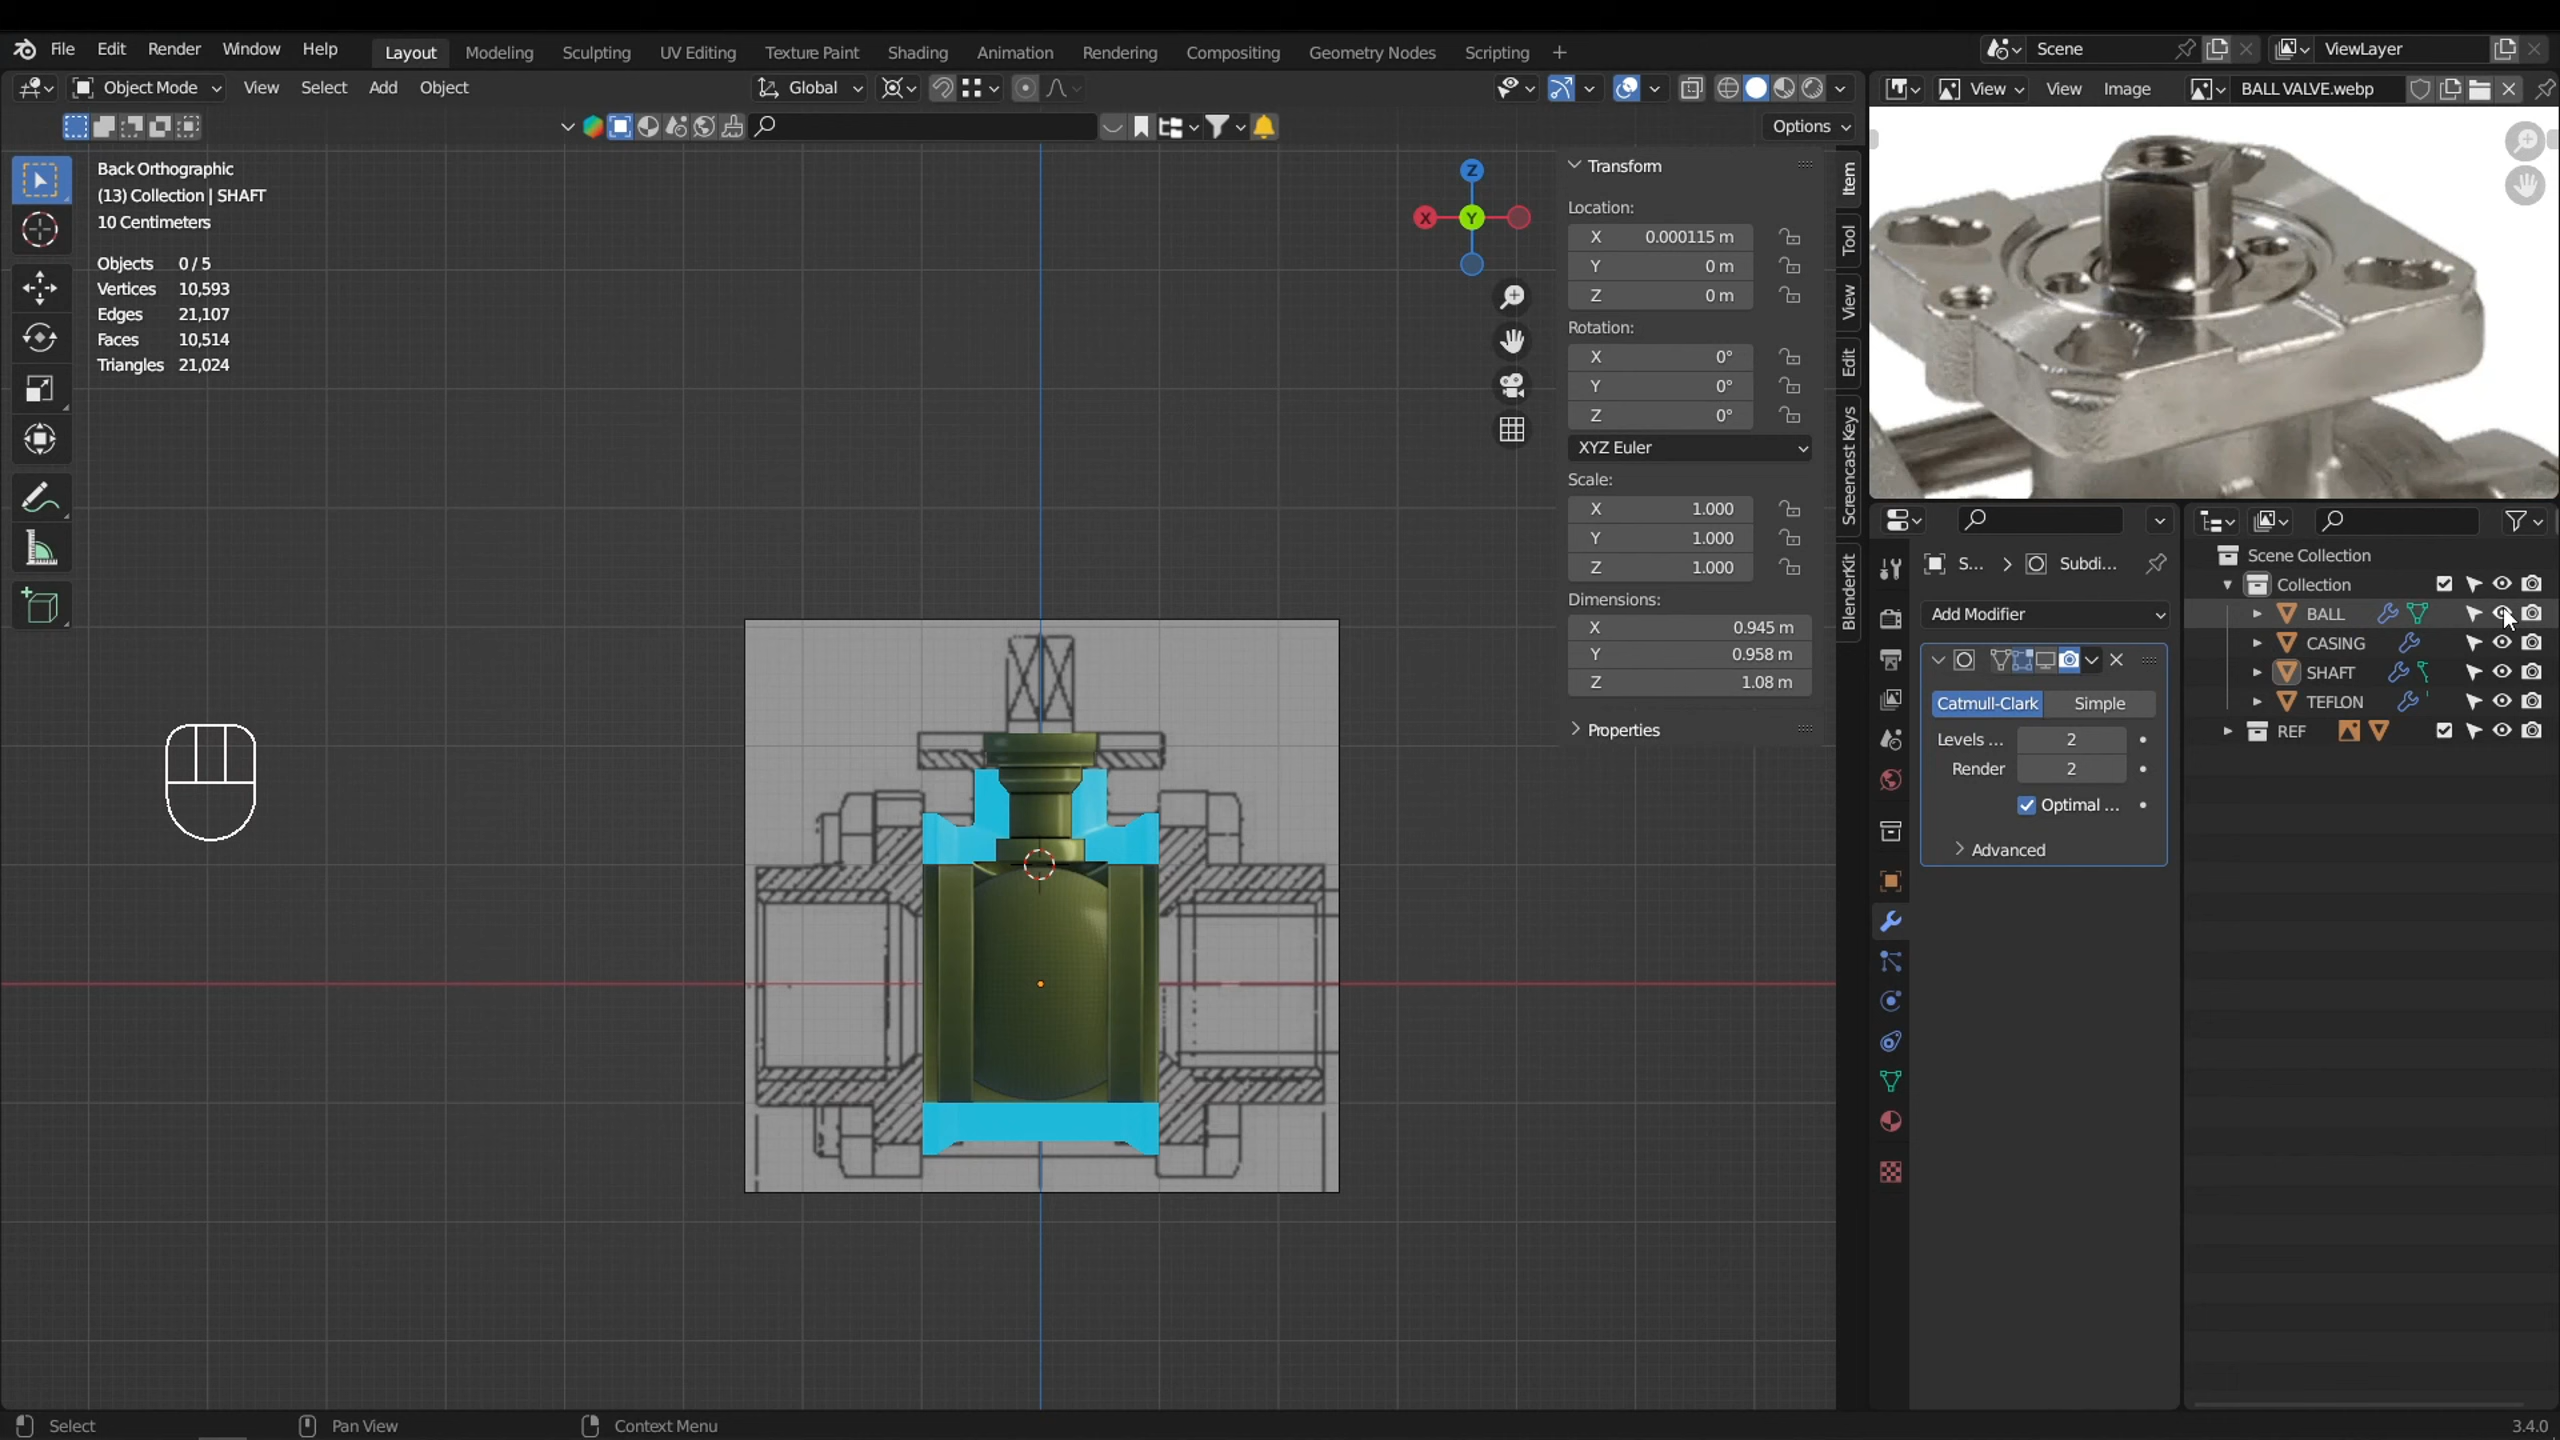 File Edit Render Window Help Layout Modeling Sculpting UV Editing Texture Paint Shading Animation Rendering Compositing Geometry Nodes Scripting Scene ViewLayer
Object Mode View Select Add Object Global View View Image BALL VALVE.webp
Options
Back Orthographic
(13) Collection | SHAFT
10 Centimeters
Objects 0 / 5
Vertices 10,593
Edges 21,107
Faces 10,514
Triangles 21,024
Z
X
Y
Transform
Location:
X 0.000115 m
Y 0 m
Z 0 m
Rotation:
X 0°
Y 0°
Z 0°
XYZ Euler
Scale:
X 1.000
Y 1.000
Z 1.000
Dimensions:
X 0.945 m
Y 0.958 m
Z 1.08 m
Properties
Item
Tool
View
Edit
Screencast Keys
BlenderKit
S... Subdi...
Add Modifier
Catmull-Clark Simple
Levels ... 2
Render 2
Optimal ...
Advanced
Scene Collection
Collection
BALL
CASING
SHAFT
TEFLON
REF
Select Pan View Context Menu 3.4.0